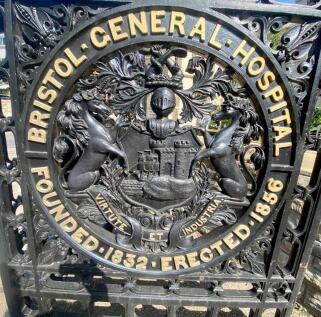 BRISTOL · GENERAL · HOSPITAL
FOUNDED · 1832 · ERECTED · 1856
VIRTUTE ET INDUSTRIA